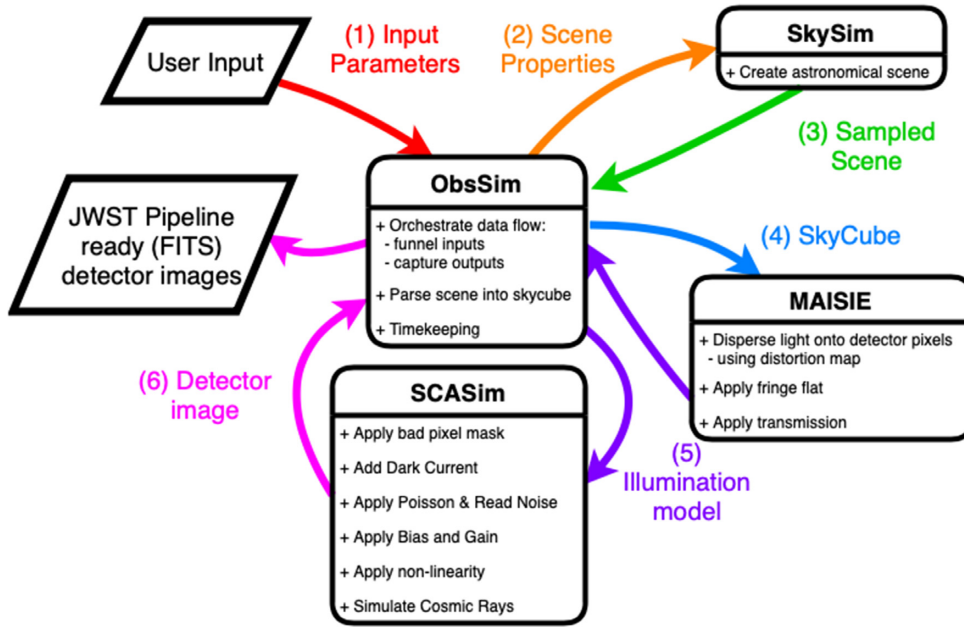 User Input
(1) Input
Parameters
(2) Scene
Properties
SkySim
+ Create astronomical scene
(3) Sampled
Scene
ObsSim
+ Orchestrate data flow:
- funnel inputs
- capture outputs
+ Parse scene into skycube
+ Timekeeping
JWST Pipeline
ready (FITS)
detector images
(4) SkyCube
MAISIE
+ Disperse light onto detector pixels
- using distortion map
+ Apply fringe flat
+ Apply transmission
(5)
Illumination
model
SCASim
+ Apply bad pixel mask
+ Add Dark Current
+ Apply Poisson & Read Noise
+ Apply Bias and Gain
+ Apply non-linearity
+ Simulate Cosmic Rays
(6) Detector
image